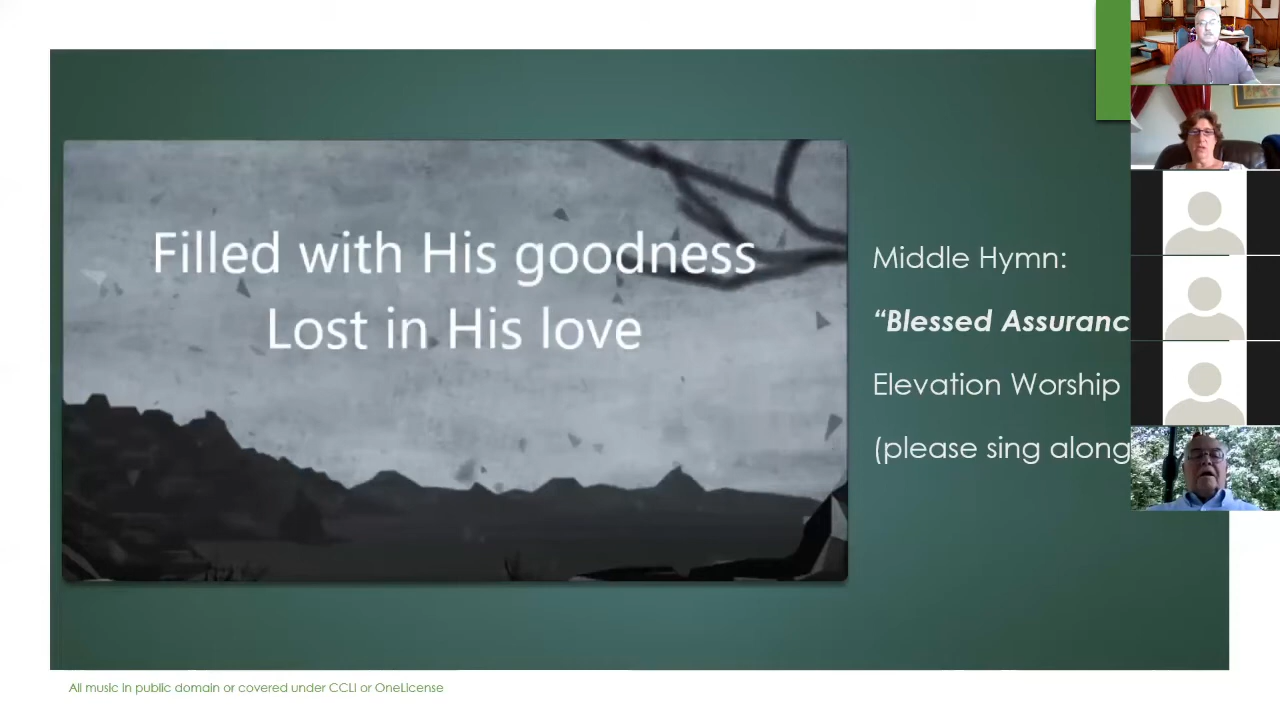 Filled with His goodness
Lost in His love
Middle Hymn:
“Blessed Assuranc
Elevation Worship
(please sing along
All music in public domain or covered under CCLI or OneLicense